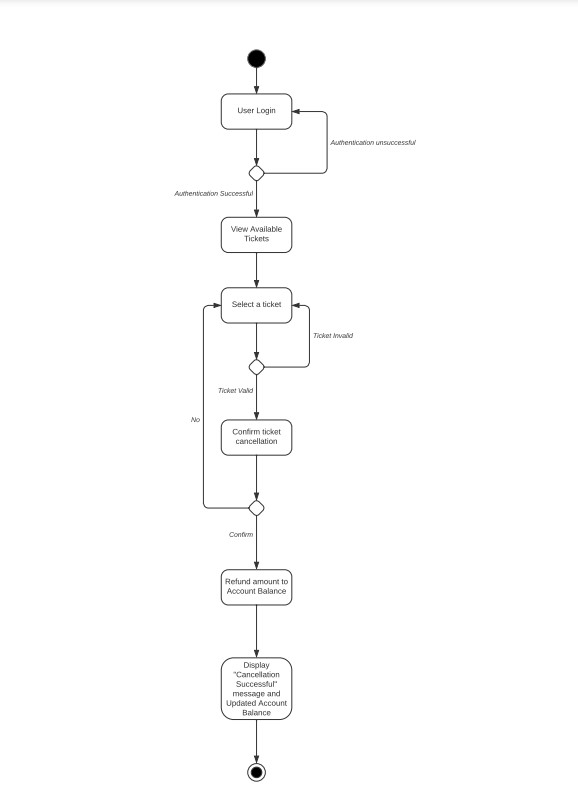 User Login
Authentication unsuccessful
Authentication Successful
View Available
Tickets
Select a ticket
Ticket Invalid
Ticket Valid
No
Confirm ticket
cancellation
Confirm
Refund amount to
Account Balance
Display
"Cancellation
Successful"
message and
Updated Account
Balance